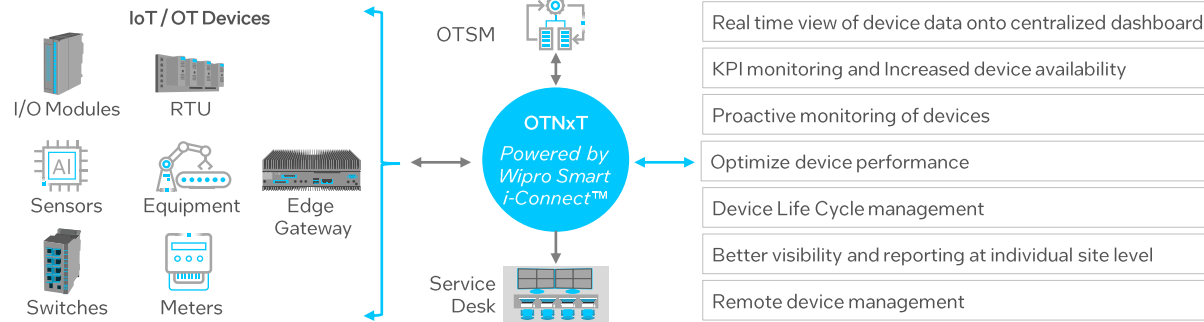 IoT / OT Devices
I/O Modules
RTU
AI
Sensors
Equipment
Edge
Gateway
Switches
Meters
OTSM
OTNxT
Powered by
Wipro Smart
i-Connect™
Service
Desk
Real time view of device data onto centralized dashboard
KPI monitoring and Increased device availability
Proactive monitoring of devices
Optimize device performance
Device Life Cycle management
Better visibility and reporting at individual site level
Remote device management